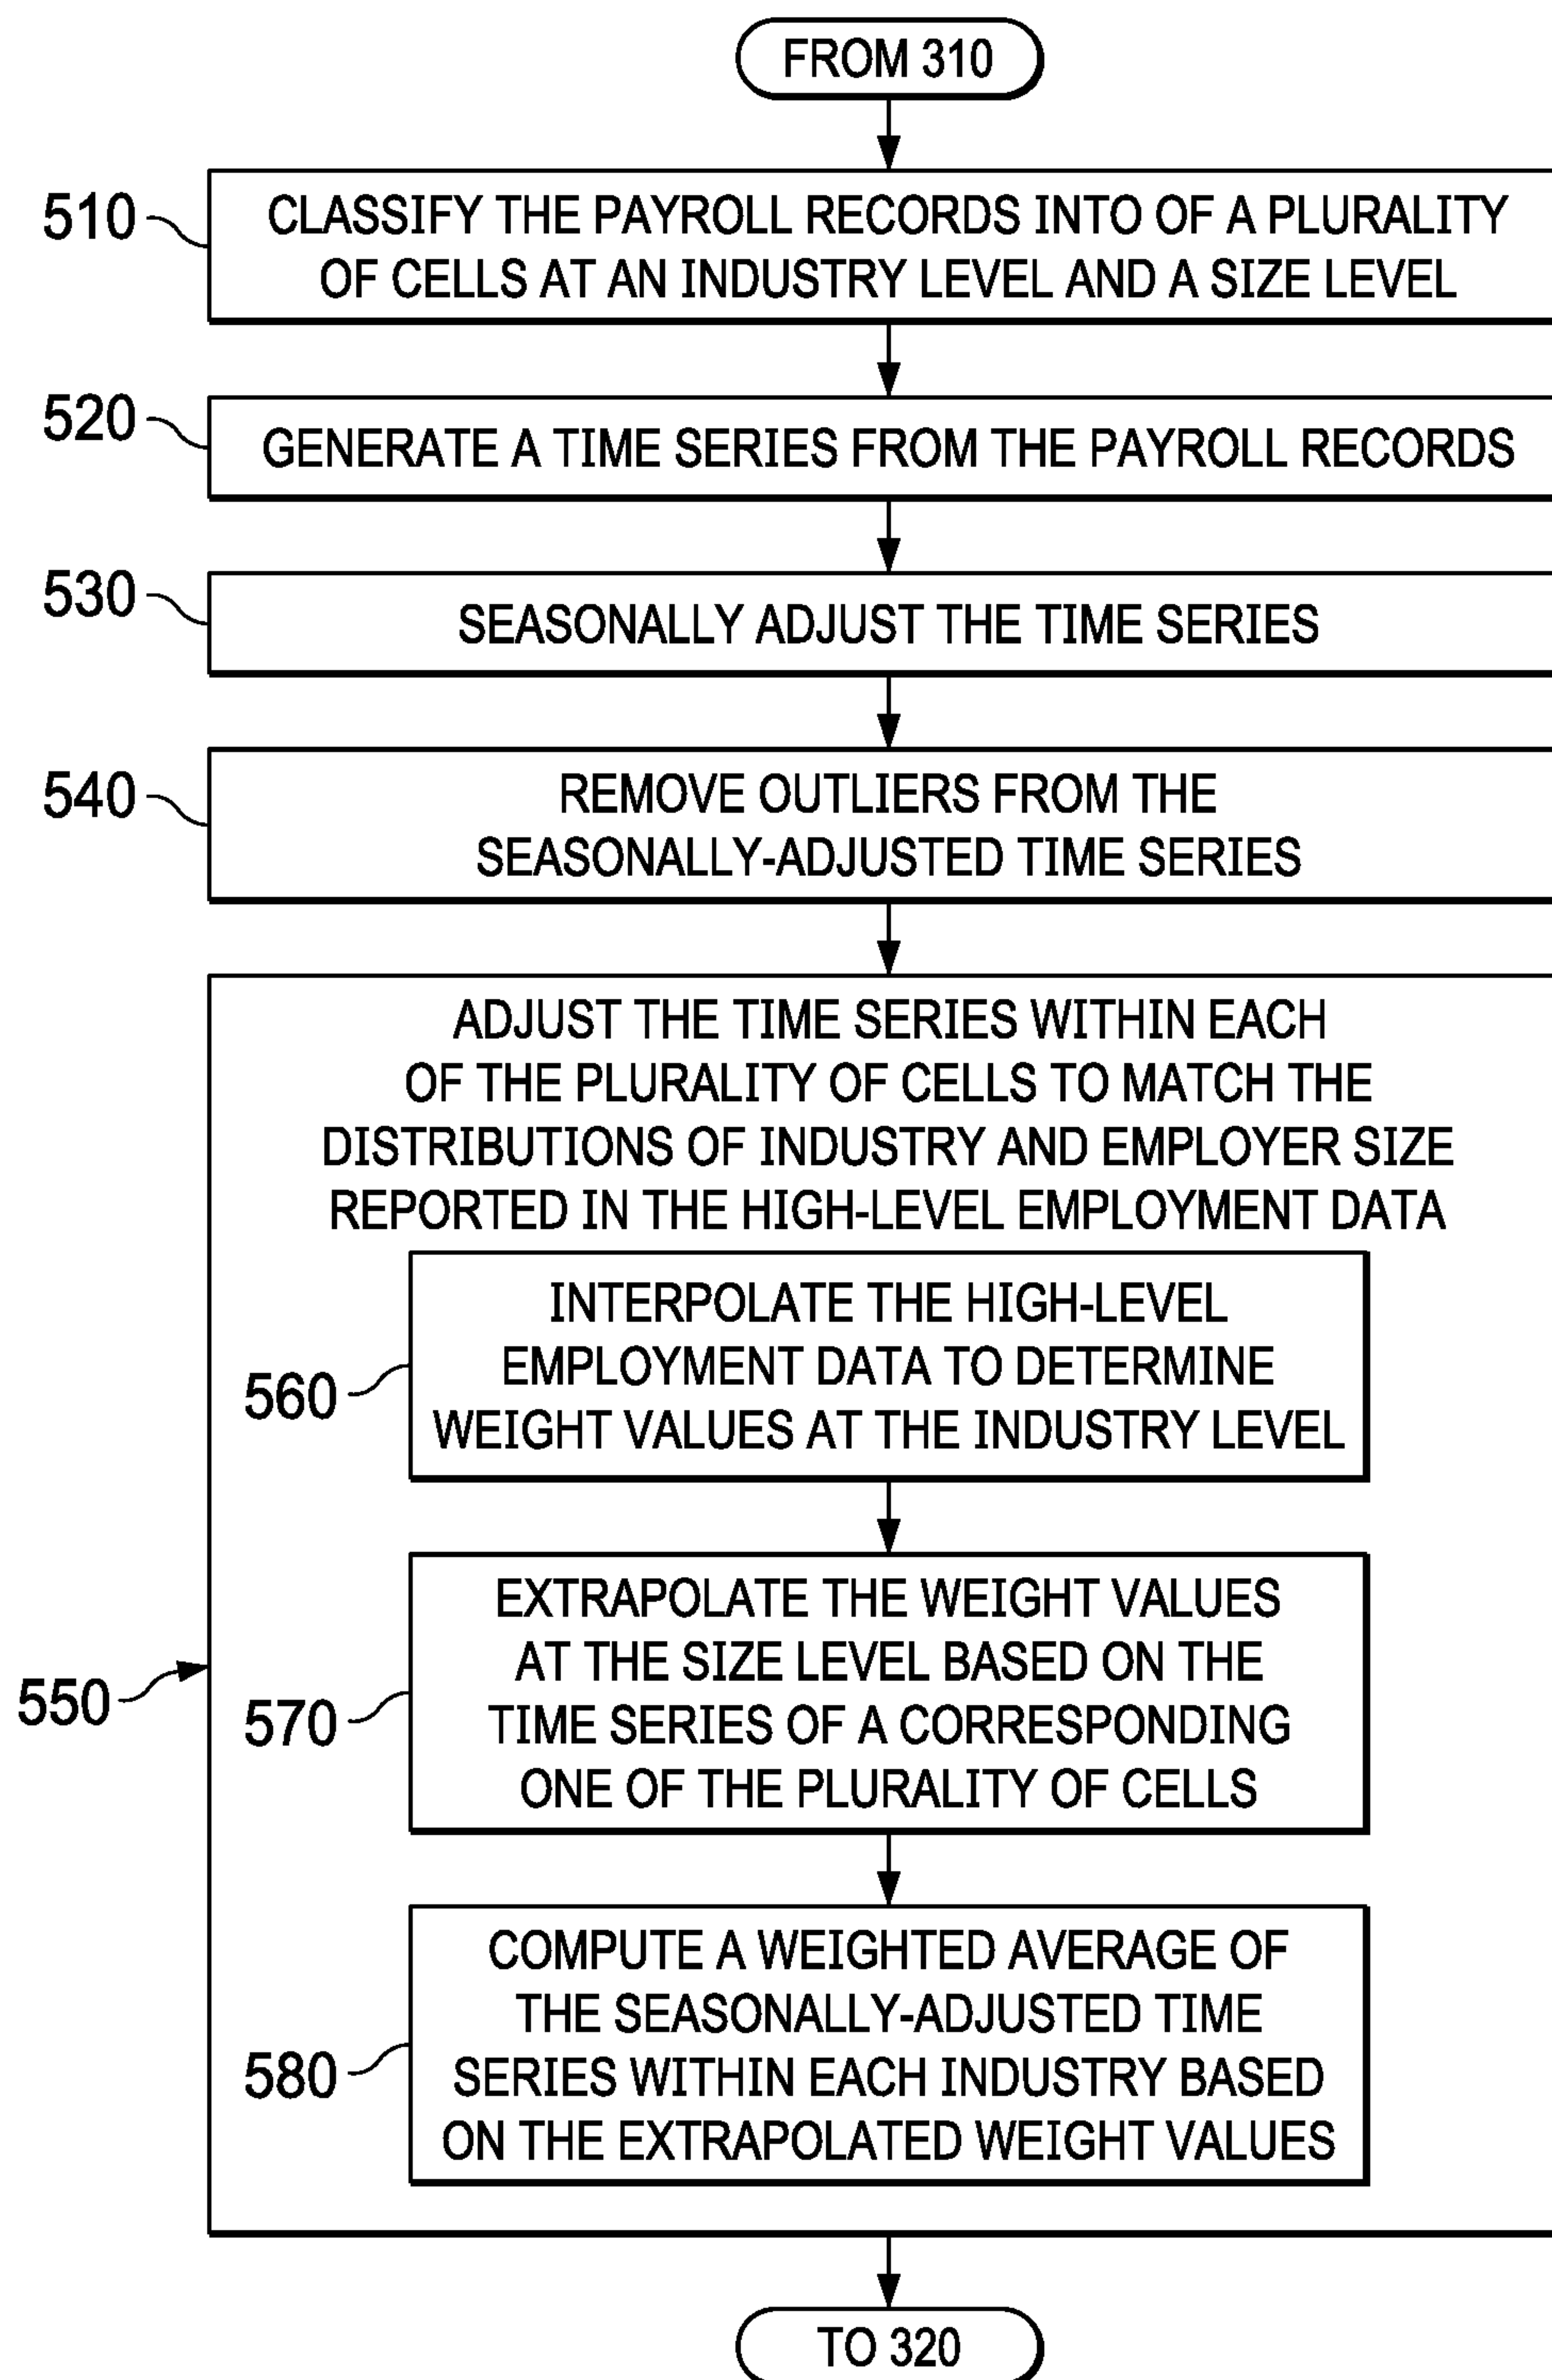 FROM 310
510
CLASSIFY THE PAYROLL RECORDS INTO OF A PLURALITY
OF CELLS AT AN INDUSTRY LEVEL AND A SIZE LEVEL
520
GENERATE A TIME SERIES FROM THE PAYROLL RECORDS
530
SEASONALLY ADJUST THE TIME SERIES
540
REMOVE OUTLIERS FROM THE
SEASONALLY-ADJUSTED TIME SERIES
ADJUST THE TIME SERIES WITHIN EACH
OF THE PLURALITY OF CELLS TO MATCH THE
DISTRIBUTIONS OF INDUSTRY AND EMPLOYER SIZE
REPORTED IN THE HIGH-LEVEL EMPLOYMENT DATA
560
INTERPOLATE THE HIGH-LEVEL
EMPLOYMENT DATA TO DETERMINE
WEIGHT VALUES AT THE INDUSTRY LEVEL
550
570
EXTRAPOLATE THE WEIGHT VALUES
AT THE SIZE LEVEL BASED ON THE
TIME SERIES OF A CORRESPONDING
ONE OF THE PLURALITY OF CELLS
580
COMPUTE A WEIGHTED AVERAGE OF
THE SEASONALLY-ADJUSTED TIME
SERIES WITHIN EACH INDUSTRY BASED
ON THE EXTRAPOLATED WEIGHT VALUES
TO 320